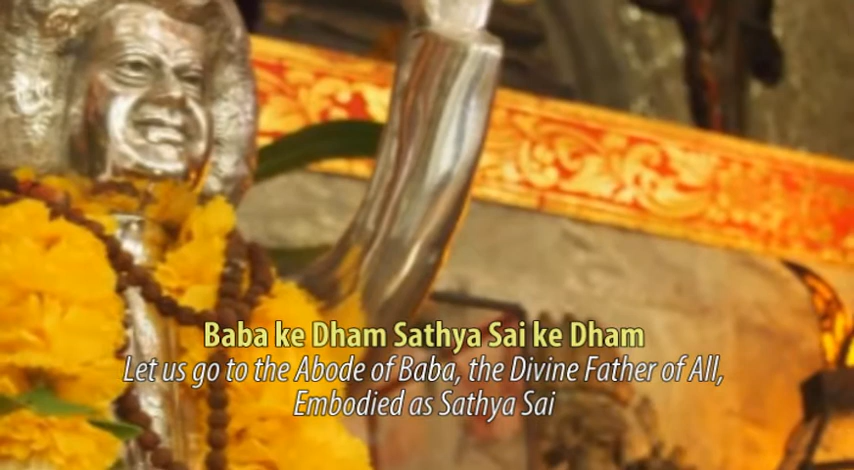 Baba ke Dham Sathya Sai ke Dham
Let us go to the Abode of Baba, the Divine Father of All,
Embodied as Sathya Sai